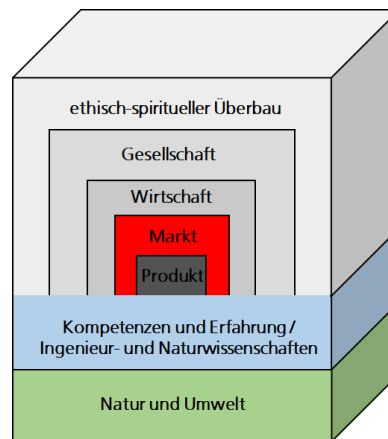 ethisch-spiritueller Überbau
Gesellschaft
Wirtschaft
Markt
Produkt
Kompetenzen und Erfahrung /
Ingenieur- und Naturwissenschaften
Natur und Umwelt